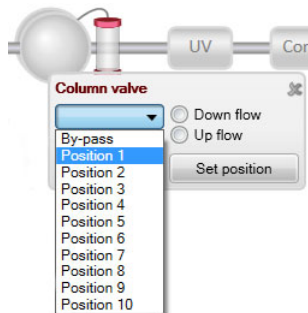 UV
Con
Column valve
Down flow
Up flow
Set position
By-pass
Position 1
Position 2
Position 3
Position 4
Position 5
Position 6
Position 7
Position 8
Position 9
Position 10